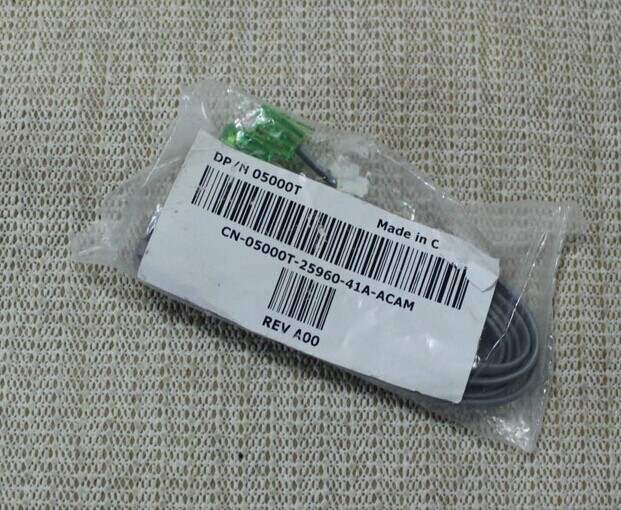 DP/N 05000T
Made in C
CN-05000T-25960-41A-ACAM
REV A00